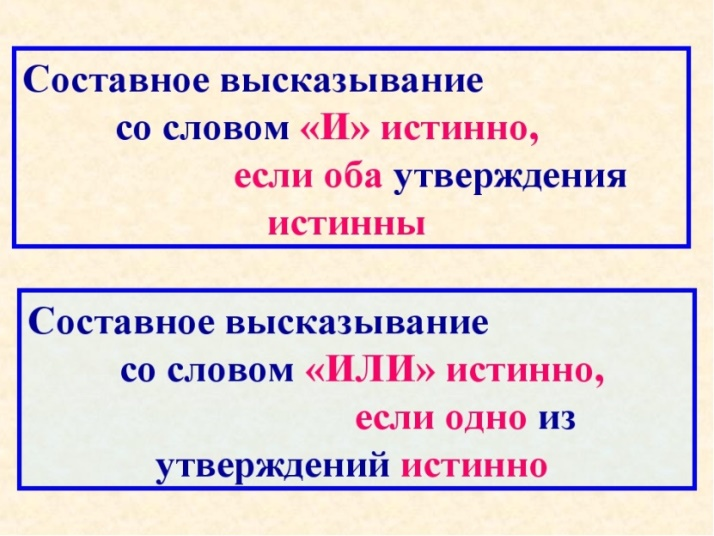 Составное высказывание
со словом «И» истинно,
если оба утверждения
истинны
Составное высказывание
со словом «ИЛИ» истинно,
если одно из
утверждений истинно